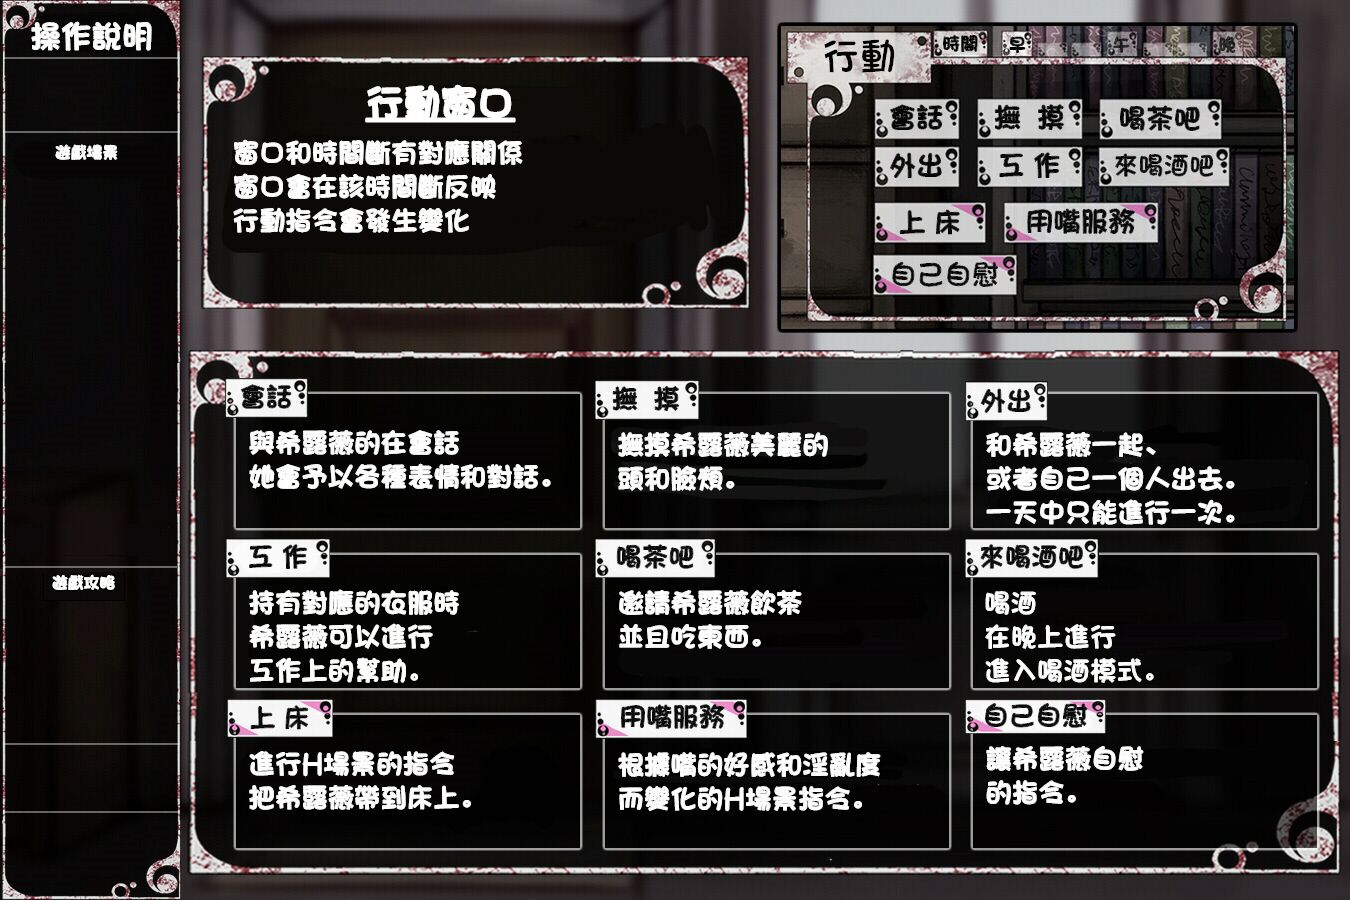 操作說明
遊戲場景
遊戲攻略
行動窗口
窗口和時間斷有對應關係
窗口會在該時間斷反映
行動指令會發生變化
行動
時間
早
午
晚
會話
撫 摸
喝茶吧
外出
工 作
來喝酒吧
上 床
用嘴服務
自己自慰
會話
與希露薇的在會話
她會予以各種表情和對話。
撫 摸
撫摸希露薇美麗的
頭和臉頰。
外出
和希露薇一起、
或者自己一個人出去。
一天中只能進行一次。
工 作
持有對應的衣服時
希露薇可以進行
工作上的幫助。
喝茶吧
邀請希露薇飲茶
並且吃東西。
來喝酒吧
喝酒
在晚上進行
進入喝酒模式。
上 床
進行H場景的指令
把希露薇帶到床上。
用嘴服務
根據嘴的好感和淫亂度
而變化的H場景指令。
自己自慰
讓希露薇自慰
的指令。